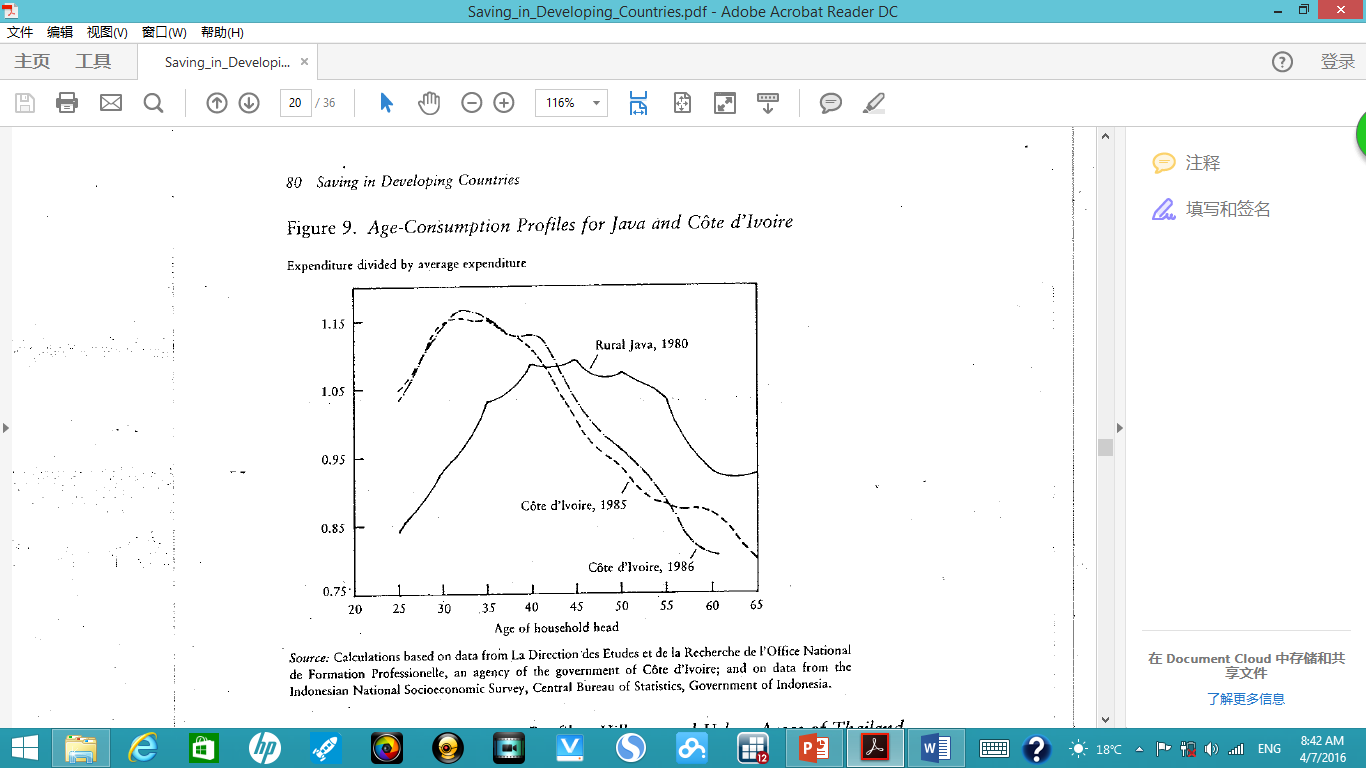 Saving_in_Developing_Countries.pdf - Adobe Acrobat Reader DC
文件 编辑 视图(V) 窗口(W) 帮助(H)
主页 工具 Saving_in_Developi... × ? 登录
20 / 36 116%
注释
填写和签名
80 Saving in Developing Countries
Figure 9. Age-Consumption Profiles for Java and Côte d'Ivoire
Expenditure divided by average expenditure
1.15
Rural Java, 1980
1.05
0.95
Côte d'Ivoire, 1985
0.85
Côte d'Ivoire, 1986
0.75
20 25 30 35 40 45 50 55 60 65
Age of household head
Source: Calculations based on data from La Direction des Etudes et de la Recherche de l'Office National
de Formation Professionelle, an agency of the government of Côte d'Ivoire; and on data from the
Indonesian National Socioeconomic Survey, Central Bureau of Statistics, Government of Indonesia.
在 Document Cloud 中存储和共
享文件
了解更多信息
of Thailand
hp V S 12 P W ? 18°C ENG
8:42 AM
4/7/2016